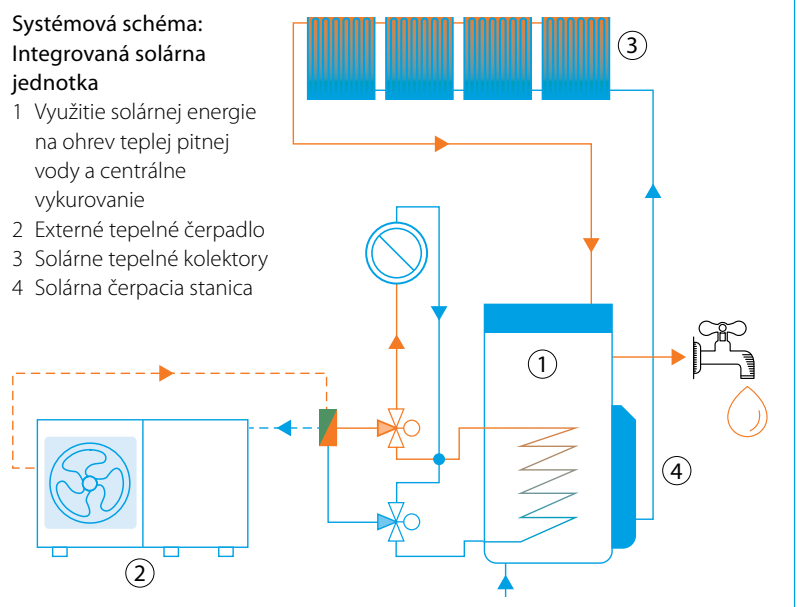 Systémová schéma:
Integrovaná solárna
jednotka
1 Využitie solárnej energie
na ohrev teplej pitnej
vody a centrálne
vykurovanie
2 Externé tepelné čerpadlo
3 Solárne tepelné kolektory
4 Solárna čerpacia stanica
3
1
4
2